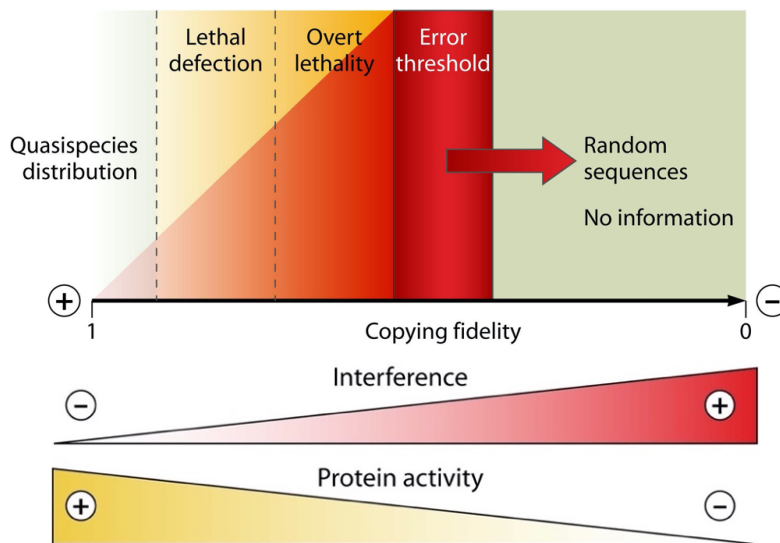 Lethal
defection
Overt
lethality
Error
threshold
Quasispecies
distribution
Random
sequences
No information
+
−
1
Copying fidelity
0
Interference
−
+
Protein activity
+
−